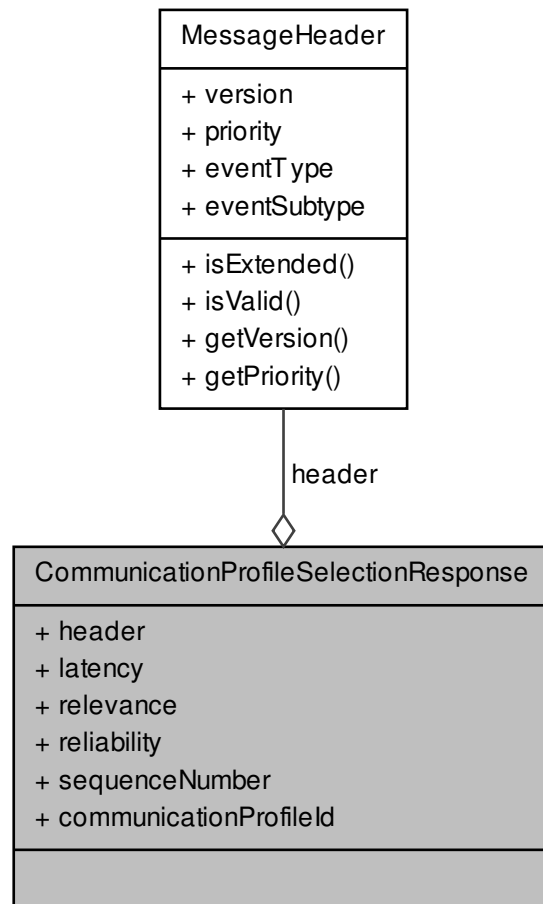 MessageHeader
+ version
+ priority
+ eventType
+ eventSubtype
+ isExtended()
+ isValid()
+ getVersion()
+ getPriority()
header
CommunicationProfileSelectionResponse
+ header
+ latency
+ relevance
+ reliability
+ sequenceNumber
+ communicationProfileId